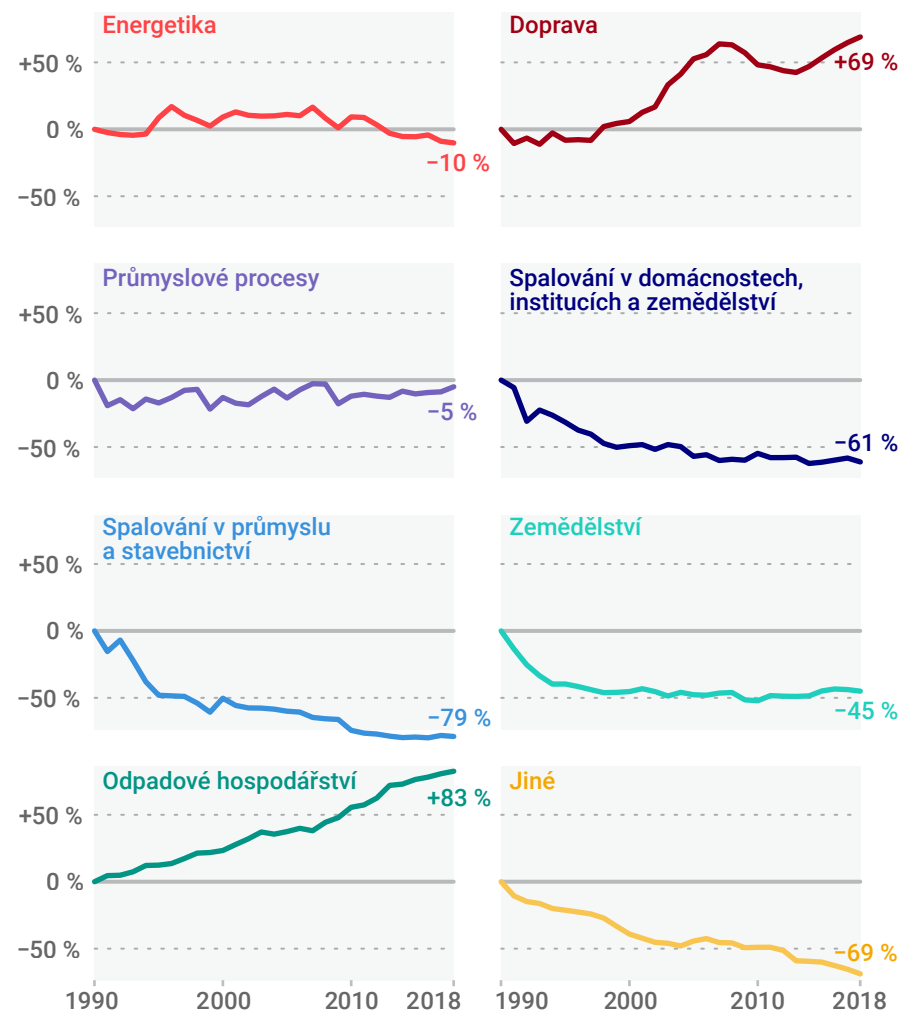 Energetika
Doprava
+50 %
+69 %
0 %
−10 %
−50 %
Průmyslové procesy
Spalování v domácnostech,
institucích a zemědělství
+50 %
0 %
−5 %
−50 %
−61 %
Spalování v průmyslu
a stavebnictví
Zemědělství
+50 %
0 %
−50 %
−79 %
−45 %
Odpadové hospodářství
Jiné
+83 %
+50 %
0 %
−50 %
−69 %
1990 2000 2010 2018 1990 2000 2010 2018